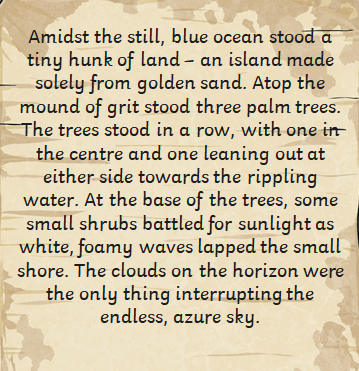 Amidst the still, blue ocean stood a
tiny hunk of land – an island made
solely from golden sand. Atop the
mound of grit stood three palm trees.
The trees stood in a row, with one in
the centre and one leaning out at
either side towards the rippling
water. At the base of the trees, some
small shrubs battled for sunlight as
white, foamy waves lapped the small
shore. The clouds on the horizon were
the only thing interrupting the
endless, azure sky.